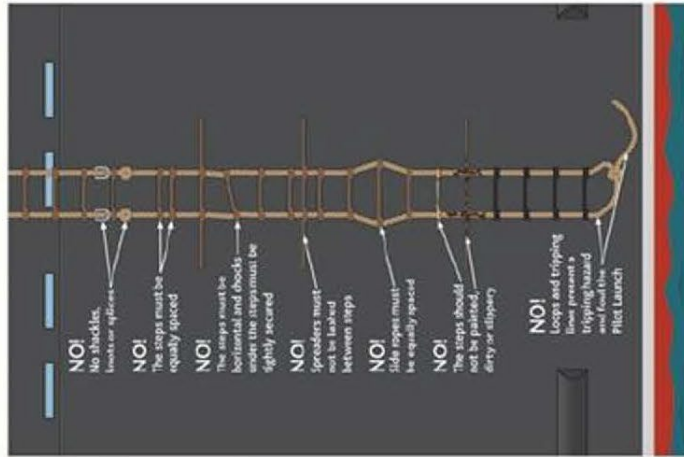 NO!
No shackles,
knots or splices
NO!
The steps must be
equally spaced
NO!
The steps must be
horizontal and chocks
under the steps must be
tightly secured
NO!
Spreaders must
not be lashed
between steps
NO!
Side ropes must
be equally spaced
NO!
The steps should
not be painted,
dirty or slippery
NO!
Loops and tripping
lines present a
tripping hazard
and foul the
Pilot Launch